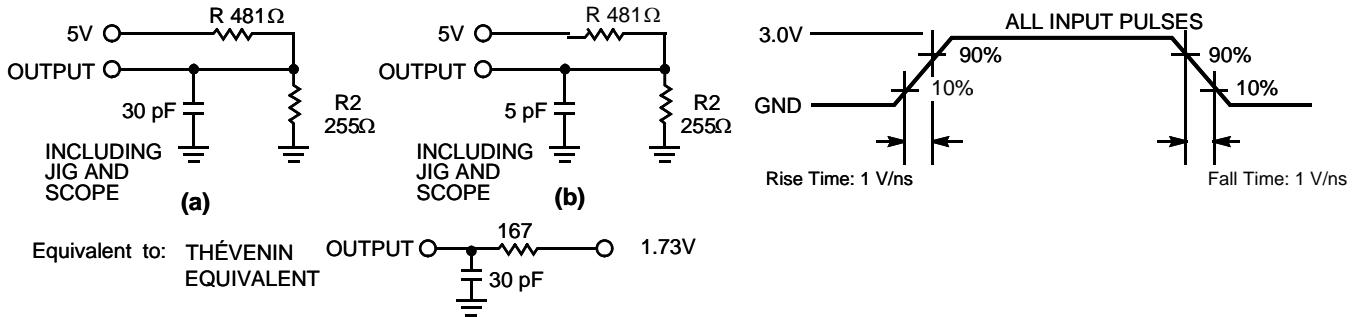 R 481Ω
5V
OUTPUT
30 pF
R2
255Ω
INCLUDING
JIG AND
SCOPE
(a)
R 481Ω
5V
OUTPUT
5 pF
R2
255Ω
INCLUDING
JIG AND
SCOPE
(b)
ALL INPUT PULSES
3.0V
90%
10%
GND
90%
10%
Rise Time: 1 V/ns
Fall Time: 1 V/ns
Equivalent to: THÉVENIN
EQUIVALENT
OUTPUT
167
1.73V
30 pF